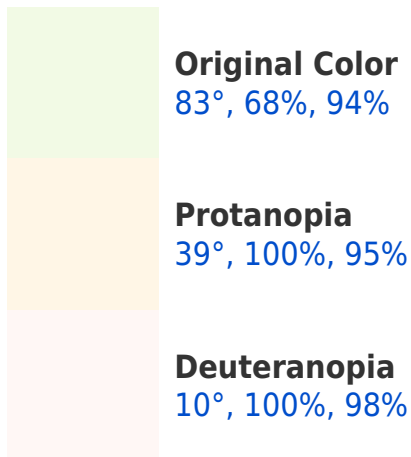 Original Color
83°, 68%, 94%
Protanopia
39°, 100%, 95%
Deuteranopia
10°, 100%, 98%